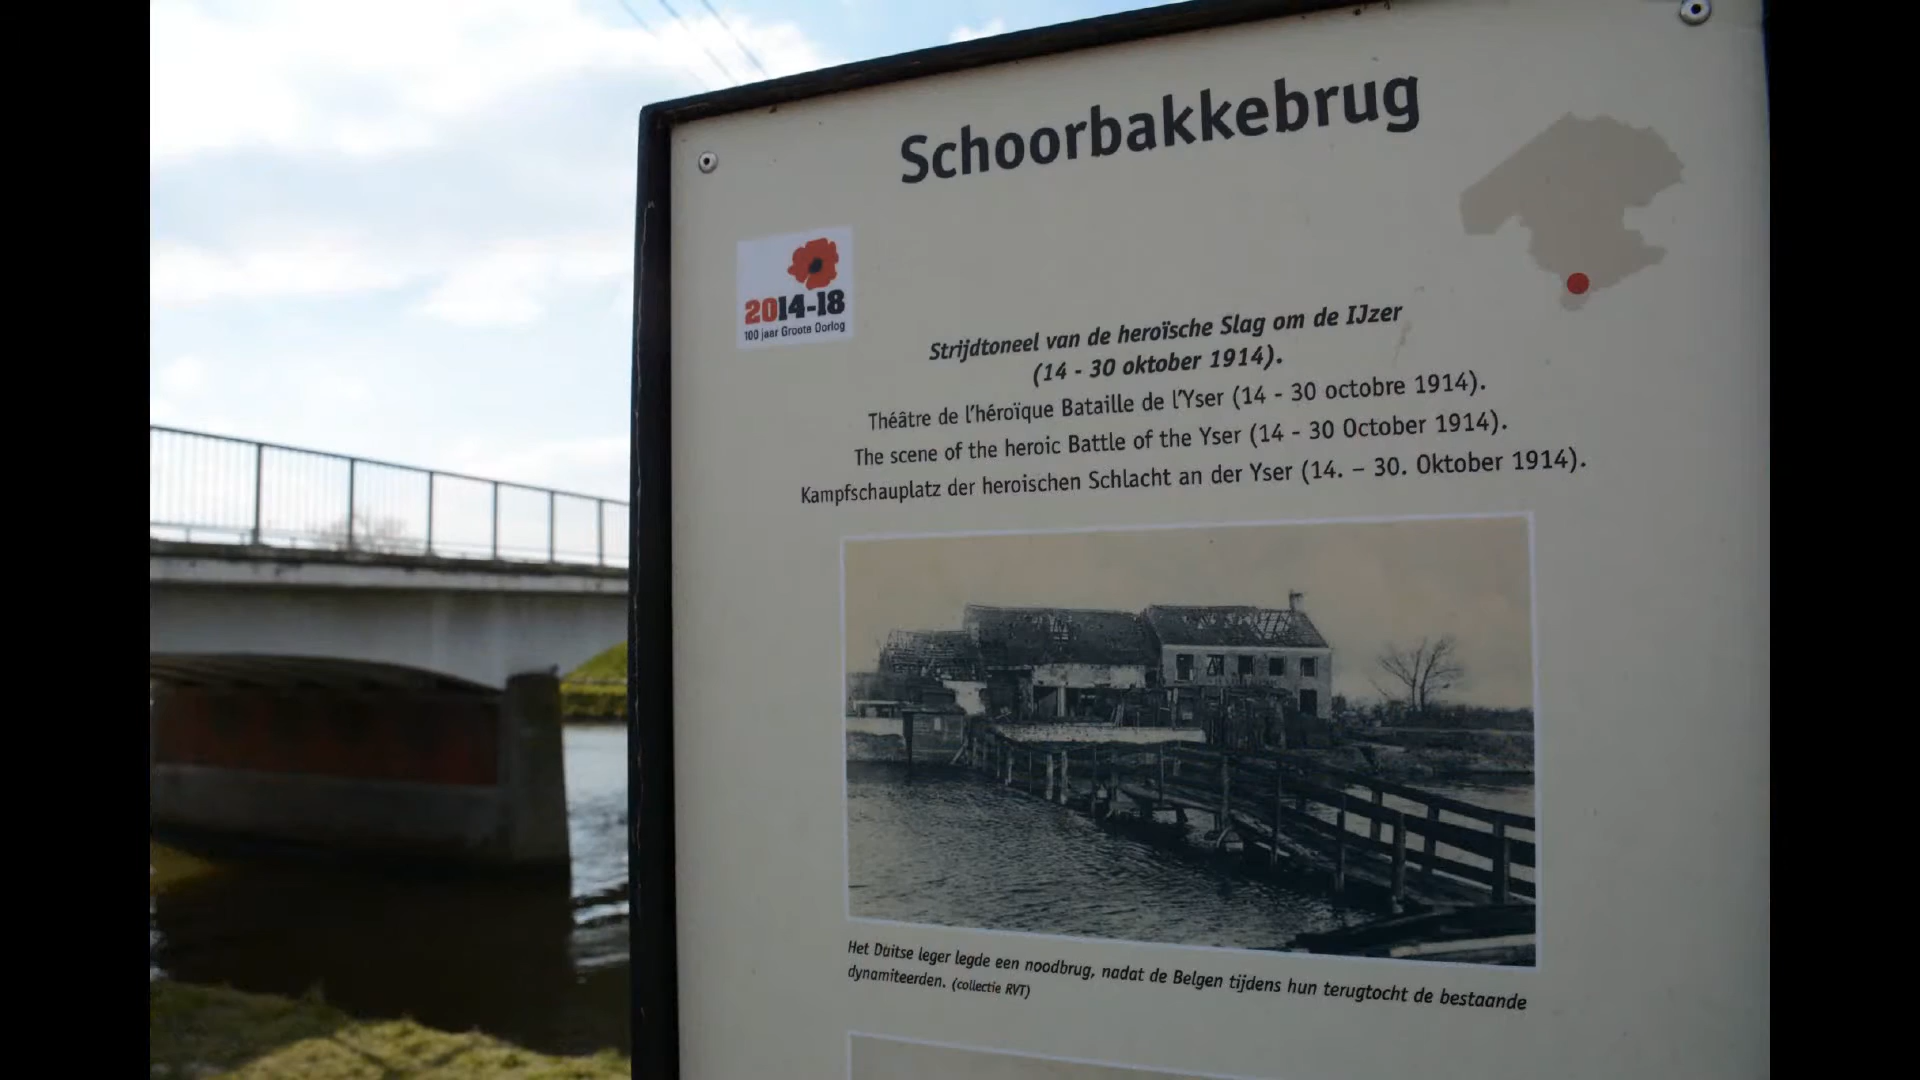 Schoorbakkebrug
2014-18
100 jaar Groote Oorlog
Strijdtoneel van de heroïsche Slag om de IJzer
(14 - 30 oktober 1914).
Théâtre de l'héroïque Bataille de l'Yser (14 - 30 octobre 1914).
The scene of the heroic Battle of the Yser (14 - 30 October 1914).
Kampfschauplatz der heroischen Schlacht an der Yser (14. – 30. Oktober 1914).
Het Duitse leger legde een noodbrug, nadat de Belgen tijdens hun terugtocht de bestaande
dynamiteerden. (collectie RVT)